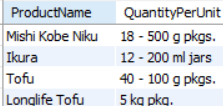 ProductName QuantityPerUnit
Mishi Kobe Niku 18 - 500 g pkgs.
Ikura 12 - 200 ml jars
Tofu 40 - 100 g pkgs.
Longlife Tofu 5 kg pkg.